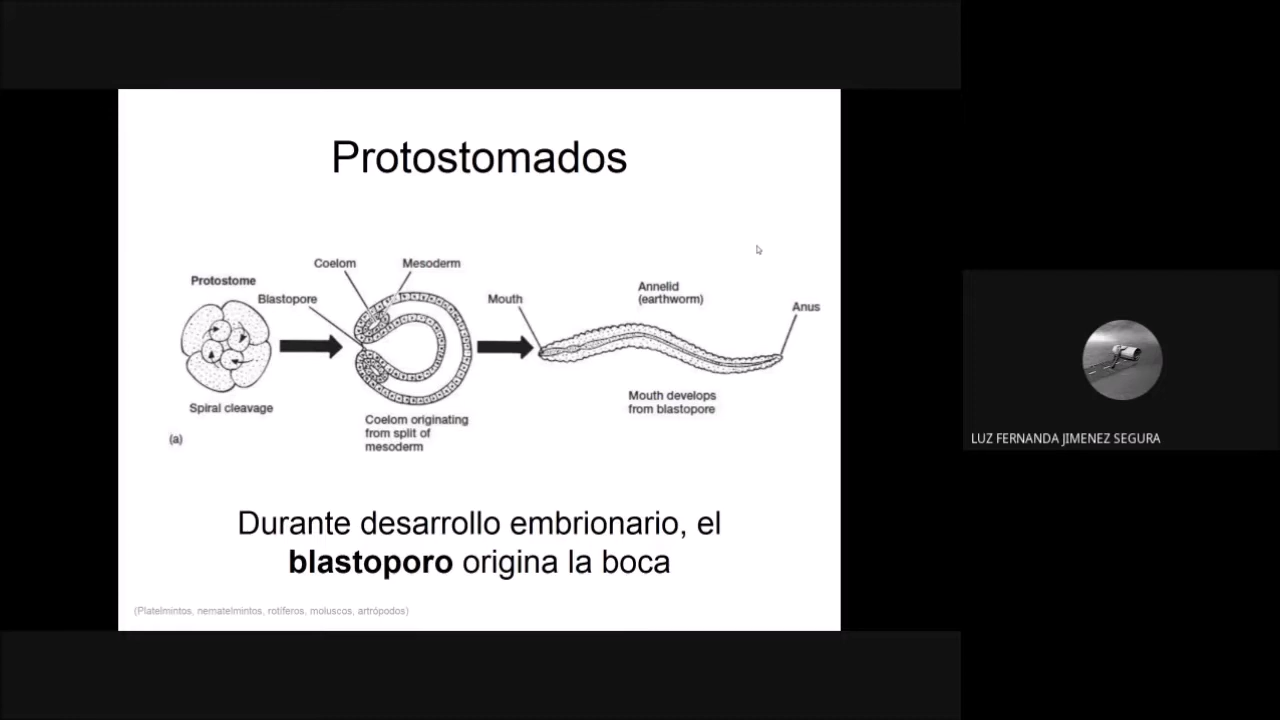 Protostomados
Coelom
Mesoderm
Protostome
Blastopore
Mouth
Annelid
(earthworm)
Anus
Spiral cleavage
Coelom originating
from split of
mesoderm
Mouth develops
from blastopore
(a)
Durante desarrollo embrionario, el
blastoporo origina la boca
(Platelmintos, nematelmintos, rotíferos, moluscos, artrópodos)
LUZ FERNANDA JIMENEZ SEGURA